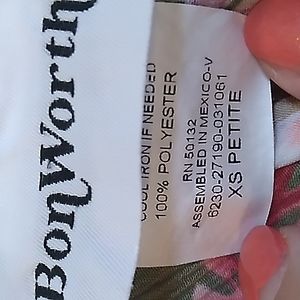 BonWorth
COOL IRON IF NEEDED
100% POLYESTER
RN 50132
ASSEMBLED IN MEXICO-V
6230-27190-031061
XS PETITE